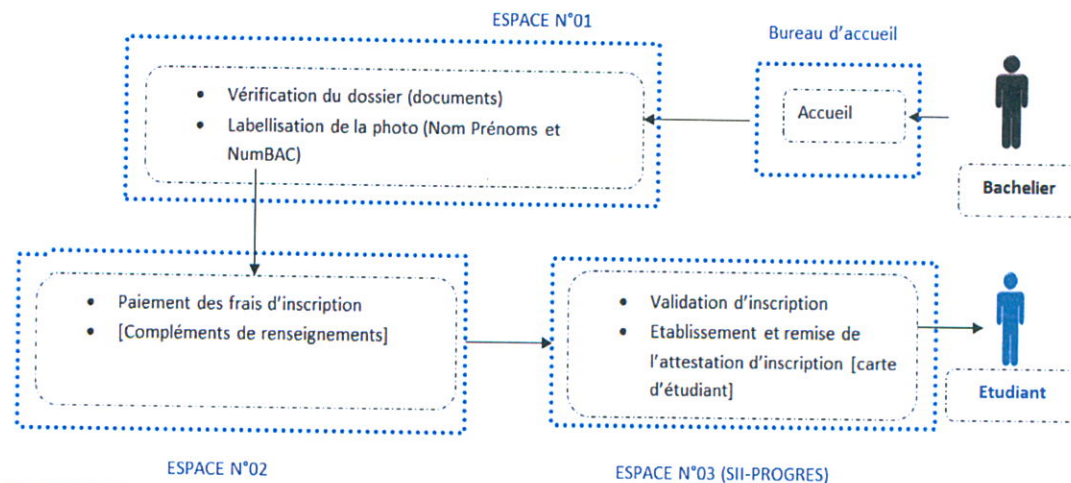 ESPACE N°01
Bureau d'accueil
• Vérification du dossier (documents)
• Labellisation de la photo (Nom Prénoms et
NumBAC)
Accueil
Bachelier
• Paiement des frais d'inscription
• [Compléments de renseignements]
• Validation d'inscription
• Etablissement et remise de
l'attestation d'inscription [carte
d'étudiant]
Etudiant
ESPACE N°02
ESPACE N°03 (SII-PROGRES)